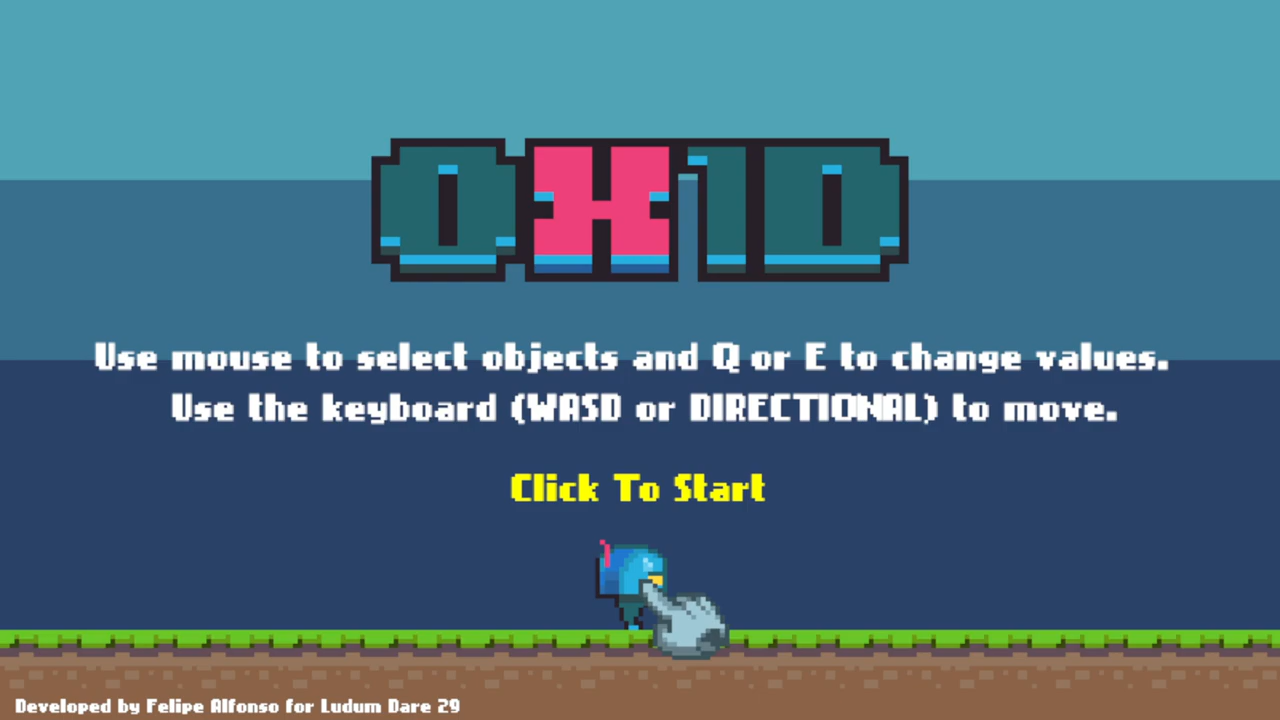 0X10
Use mouse to select objects and Q or E to change values.
Use the keyboard (WASD or DIRECTIONAL) to move.
Click To Start
Developed by Felipe Alfonso for Ludum Dare 29